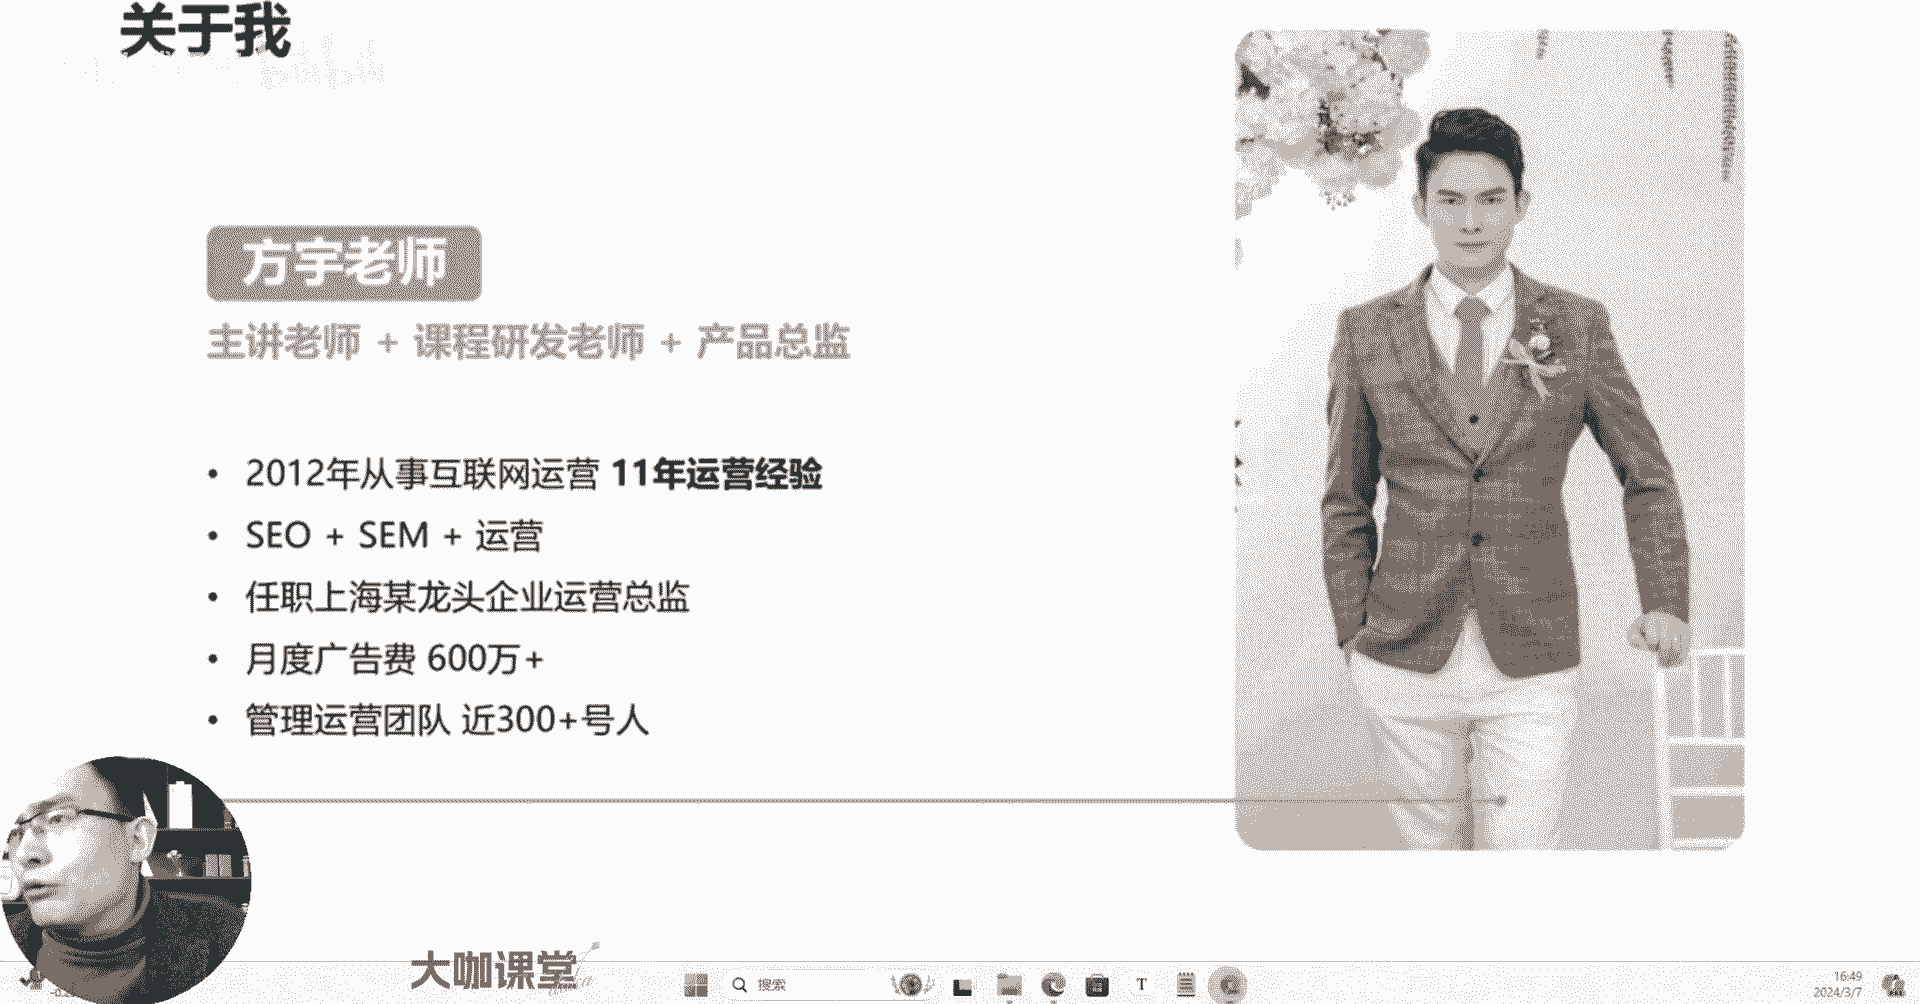 关于我
bilibili
方宇老师
主讲老师 + 课程研发老师 + 产品总监
• 2012年从事互联网运营 11年运营经验
• SEO + SEM + 运营
• 任职上海某龙头企业运营总监
• 月度广告费 600万+
• 管理运营团队 近300+号人
大咖课堂
搜索
T
16:49
2024/3/7